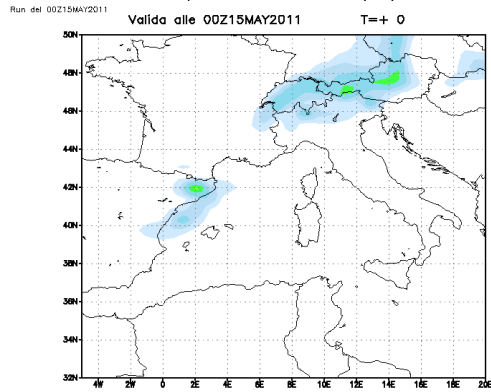 Run del 00Z15MAY2011
Valida alle 00Z15MAY2011 T=+ 0
50N
48N
46N
44N
42N
40N
38N
36N
34N
32N
4W 2W 0 2E 4E 6E 8E 10E 12E 14E 16E 18E 20E